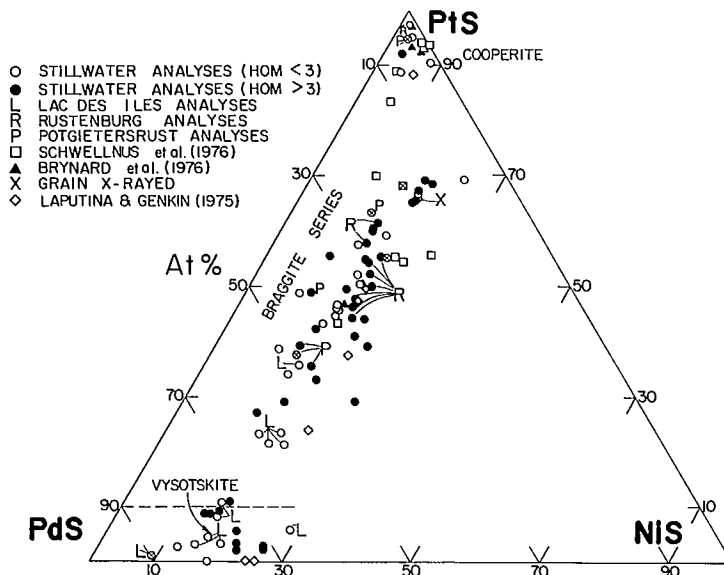 PtS
10
90
COOPERITE
○ STILLWATER ANALYSES (HOM <3)
● STILLWATER ANALYSES (HOM >3)
L LAC DES ILES ANALYSES
R RUSTENBURG ANALYSES
P POTGIETERSRUST ANALYSES
□ SCHWELLNUS et al. (1976)
▲ BRYNARD et al. (1976)
X GRAIN X-RAYED
◇ LAPUTINA & GENKIN (1975)
R
P
30
70
X
P
R
BRAGGITE SERIES
At %
50
50
P
R
P
L
70
30
L
VYSOTSKITE
90
10
L
L
L
L
PdS
NiS
10
30
50
70
90